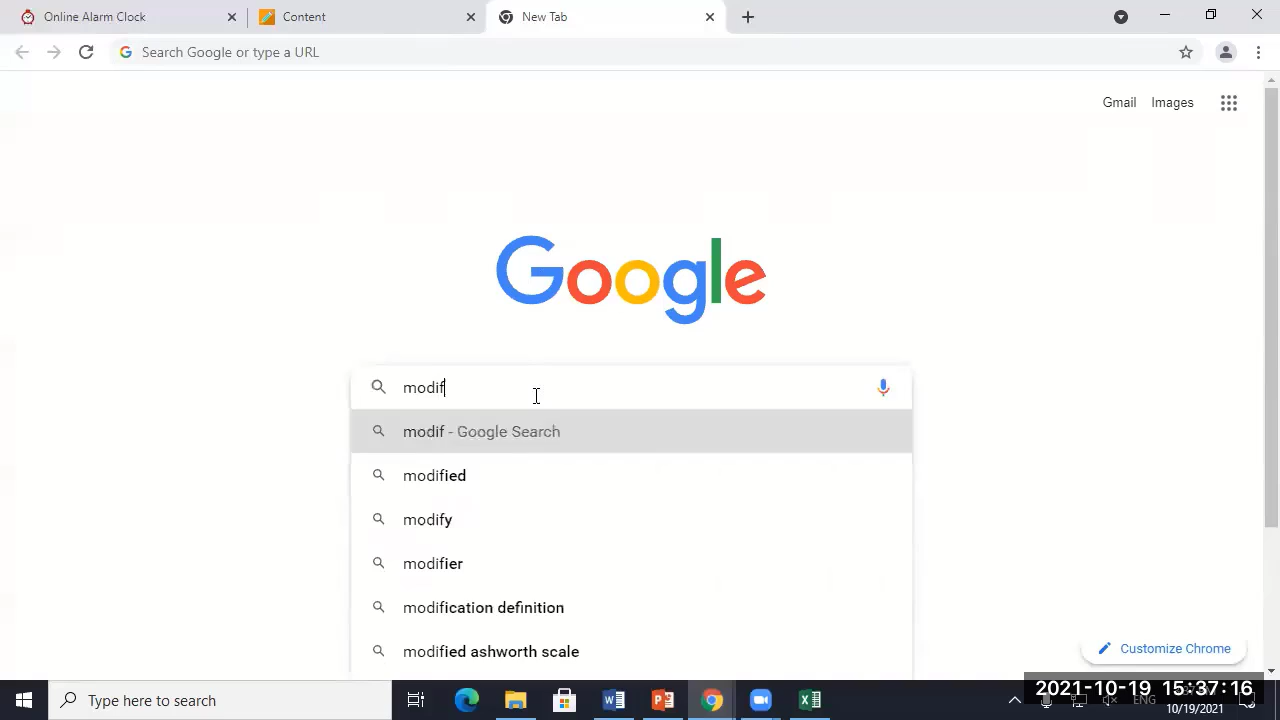 Online Alarm Clock
Content
New Tab
Search Google or type a URL
Gmail
Images
Google
modif
modif - Google Search
modified
modify
modifier
modification definition
modified ashworth scale
Customize Chrome
Type here to search
ENG
2021-10-19 15:37:16
10/19/2021